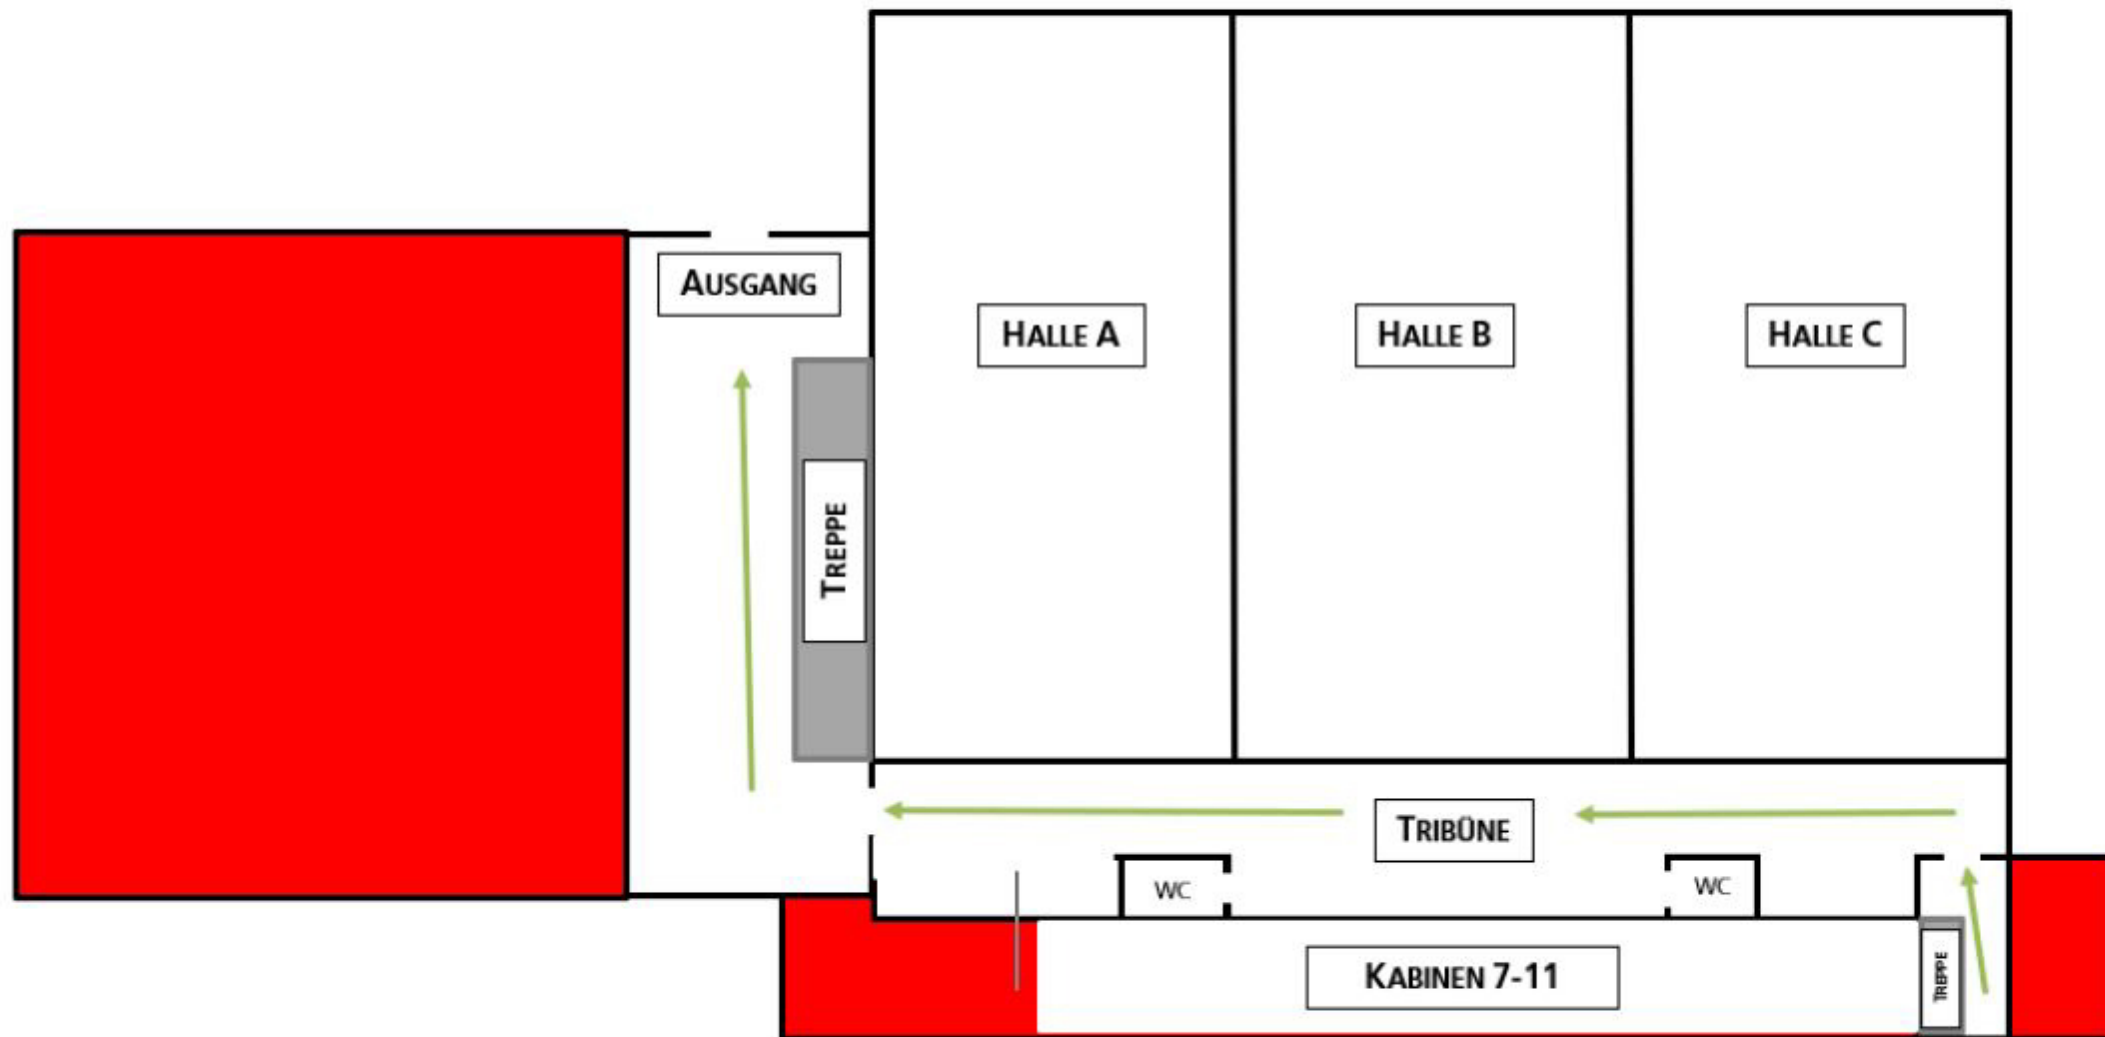 AUSGANG
HALLE A
HALLE B
HALLE C
TREPPE
TRIBÜNE
WC
WC
KABINEN 7-11
TREPPE